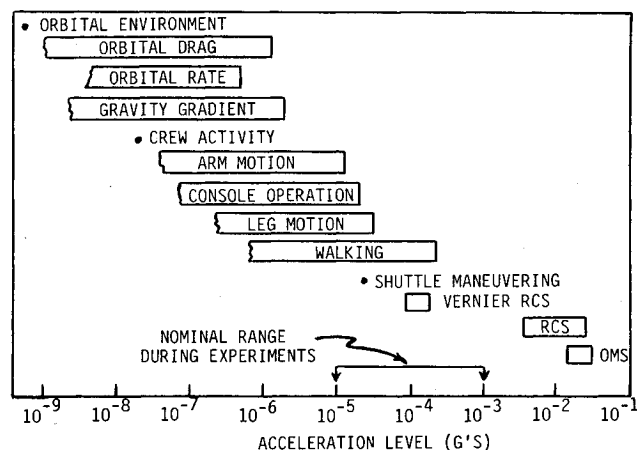 • ORBITAL ENVIRONMENT
ORBITAL DRAG
ORBITAL RATE
GRAVITY GRADIENT
• CREW ACTIVITY
ARM MOTION
CONSOLE OPERATION
LEG MOTION
WALKING
• SHUTTLE MANEUVERING
VERNIER RCS
RCS
OMS
NOMINAL RANGE
DURING EXPERIMENTS
10⁻⁹ 10⁻⁸ 10⁻⁷ 10⁻⁶ 10⁻⁵ 10⁻⁴ 10⁻³ 10⁻² 10⁻¹
ACCELERATION LEVEL (G'S)